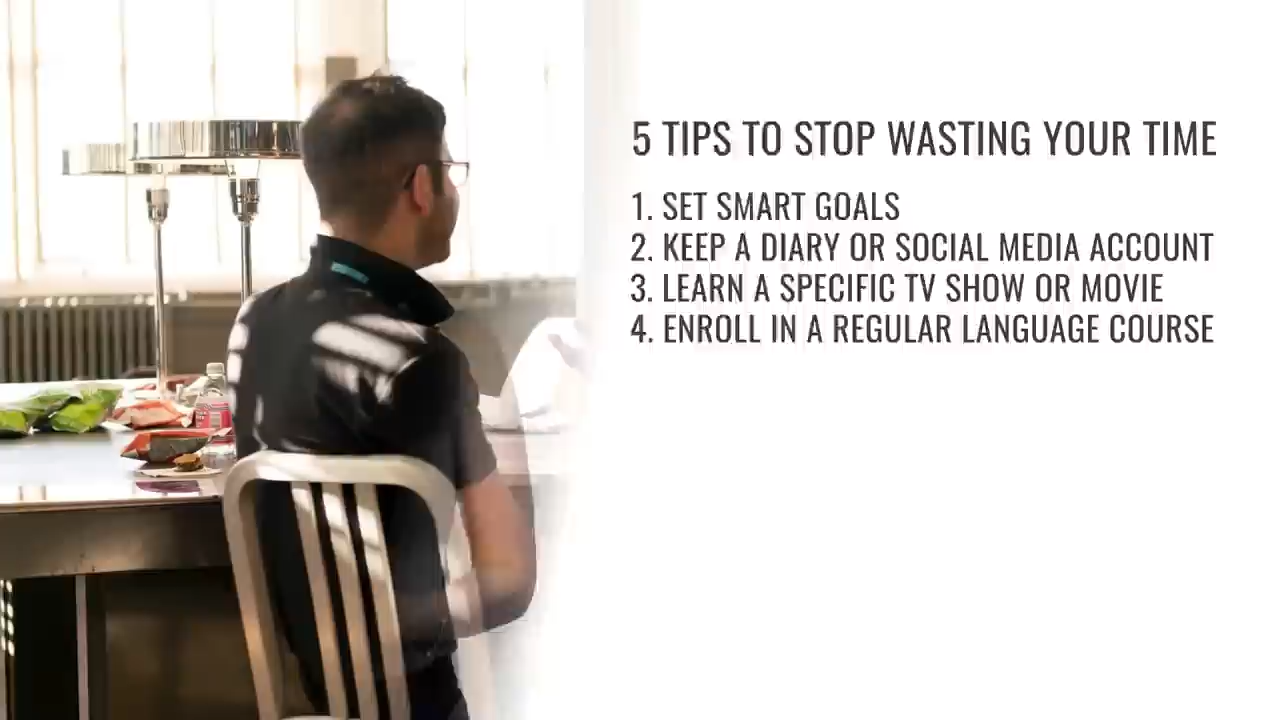 5 TIPS TO STOP WASTING YOUR TIME
1. SET SMART GOALS
2. KEEP A DIARY OR SOCIAL MEDIA ACCOUNT
3. LEARN A SPECIFIC TV SHOW OR MOVIE
4. ENROLL IN A REGULAR LANGUAGE COURSE